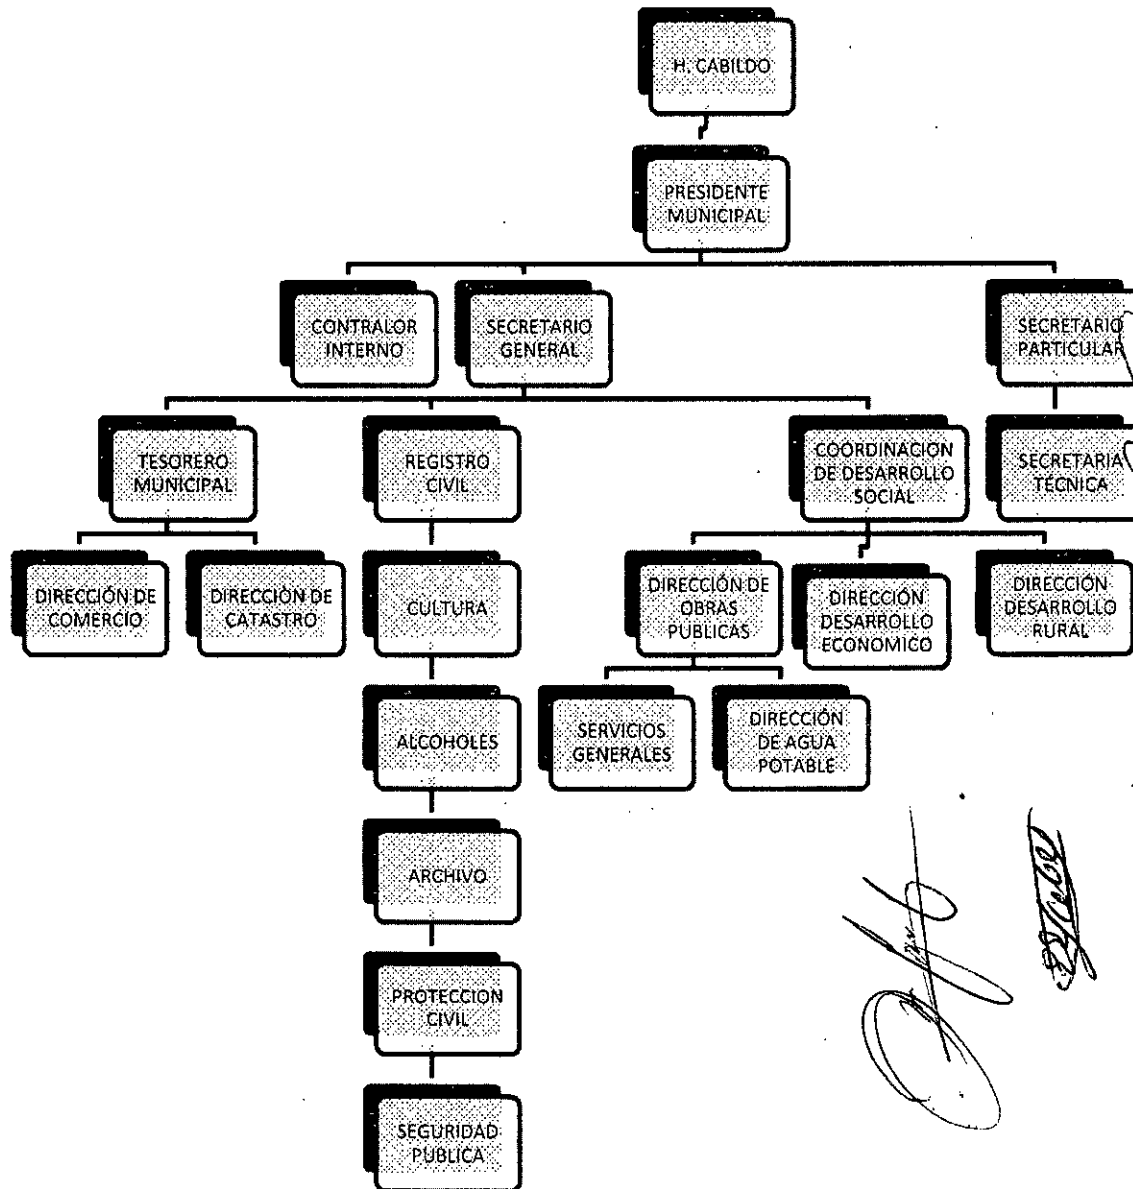 H. CABILDO
PRESIDENTE
MUNICIPAL
CONTRALOR
INTERNO
SECRETARIO
GENERAL
SECRETARIO
PARTICULAR
TESORERO
MUNICIPAL
REGISTRO
CIVIL
COORDINACION
DE DESARROLLO
SOCIAL
SECRETARIA
TECNICA
DIRECCIÓN DE
COMERCIO
DIRECCIÓN DE
CATASTRO
CULTURA
DIRECCIÓN DE
OBRAS
PUBLICAS
DIRECCIÓN
DESARROLLO
ECONOMICO
DIRECCIÓN
DESARROLLO
RURAL
ALCOHOLES
SERVICIOS
GENERALES
DIRECCIÓN
DE AGUA
POTABLE
ARCHIVO
PROTECCION
CIVIL
SEGURIDAD
PUBLICA